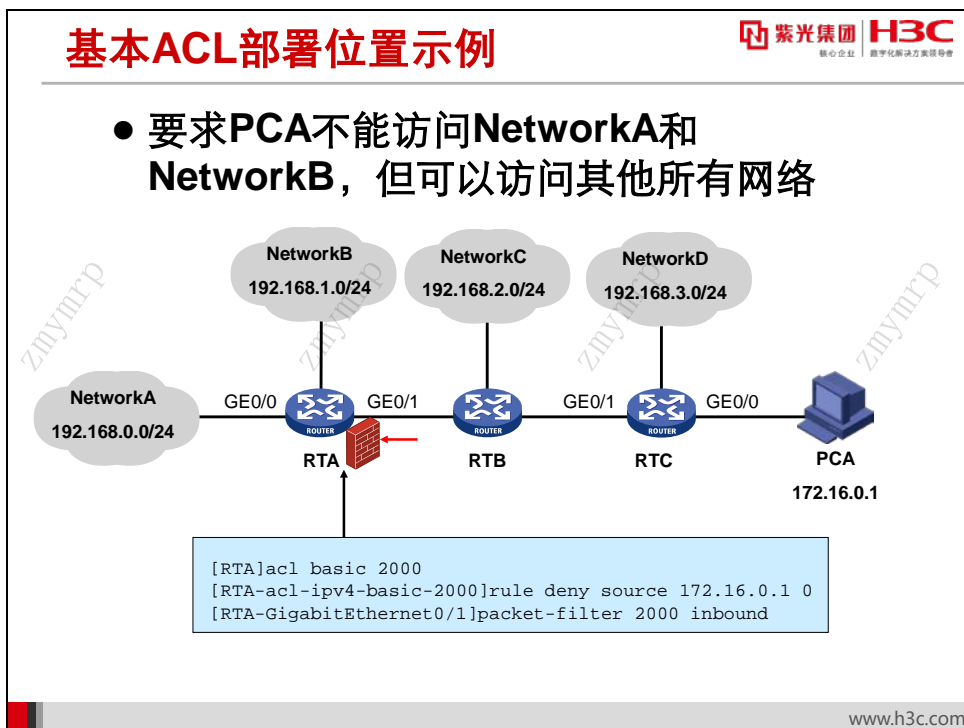 基本ACL部署位置示例
紫光集团
核心企业
H3C
数字化解决方案领导者
● 要求PCA不能访问NetworkA和
NetworkB，但可以访问其他所有网络
NetworkB
192.168.1.0/24
NetworkC
192.168.2.0/24
NetworkD
192.168.3.0/24
zmymrp
zmymrp
zmymrp
zmymrp
NetworkA
192.168.0.0/24
GE0/0
ROUTER
GE0/1
ROUTER
GE0/1
ROUTER
GE0/0
RTA
RTB
RTC
PCA
172.16.0.1
[RTA]acl basic 2000
[RTA-acl-ipv4-basic-2000]rule deny source 172.16.0.1 0
[RTA-GigabitEthernet0/1]packet-filter 2000 inbound
www.h3c.com